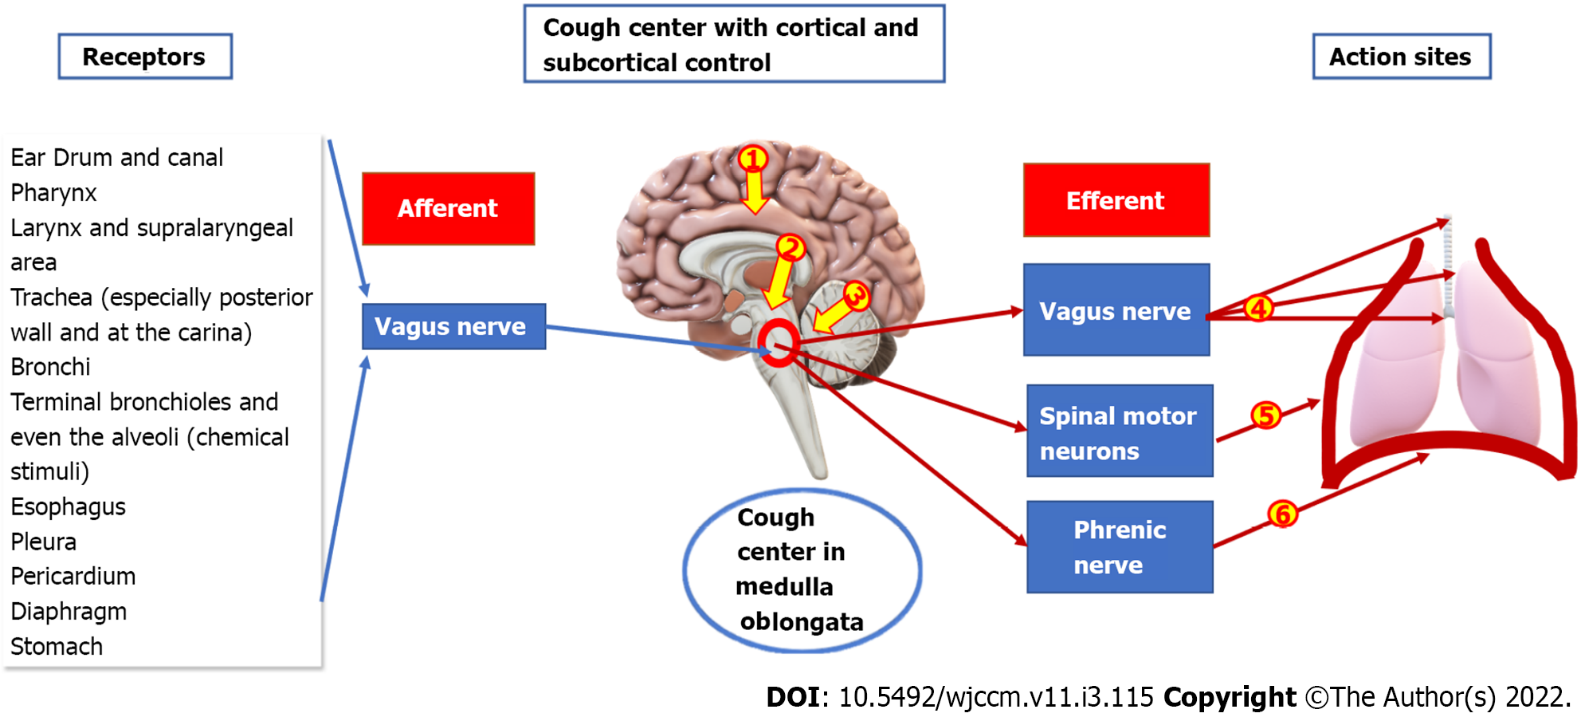 Receptors
Cough center with cortical and
subcortical control
Action sites
Ear Drum and canal
Pharynx
Larynx and supralaryngeal
area
Trachea (especially posterior
wall and at the carina)
Bronchi
Terminal bronchioles and
even the alveoli (chemical
stimuli)
Esophagus
Pleura
Pericardium
Diaphragm
Stomach
Afferent
Vagus nerve
1
2
3
Cough
center in
medulla
oblongata
Efferent
Vagus nerve
Spinal motor
neurons
Phrenic
nerve
4
5
6
DOI: 10.5492/wjccm.v11.i3.115 Copyright ©The Author(s) 2022.